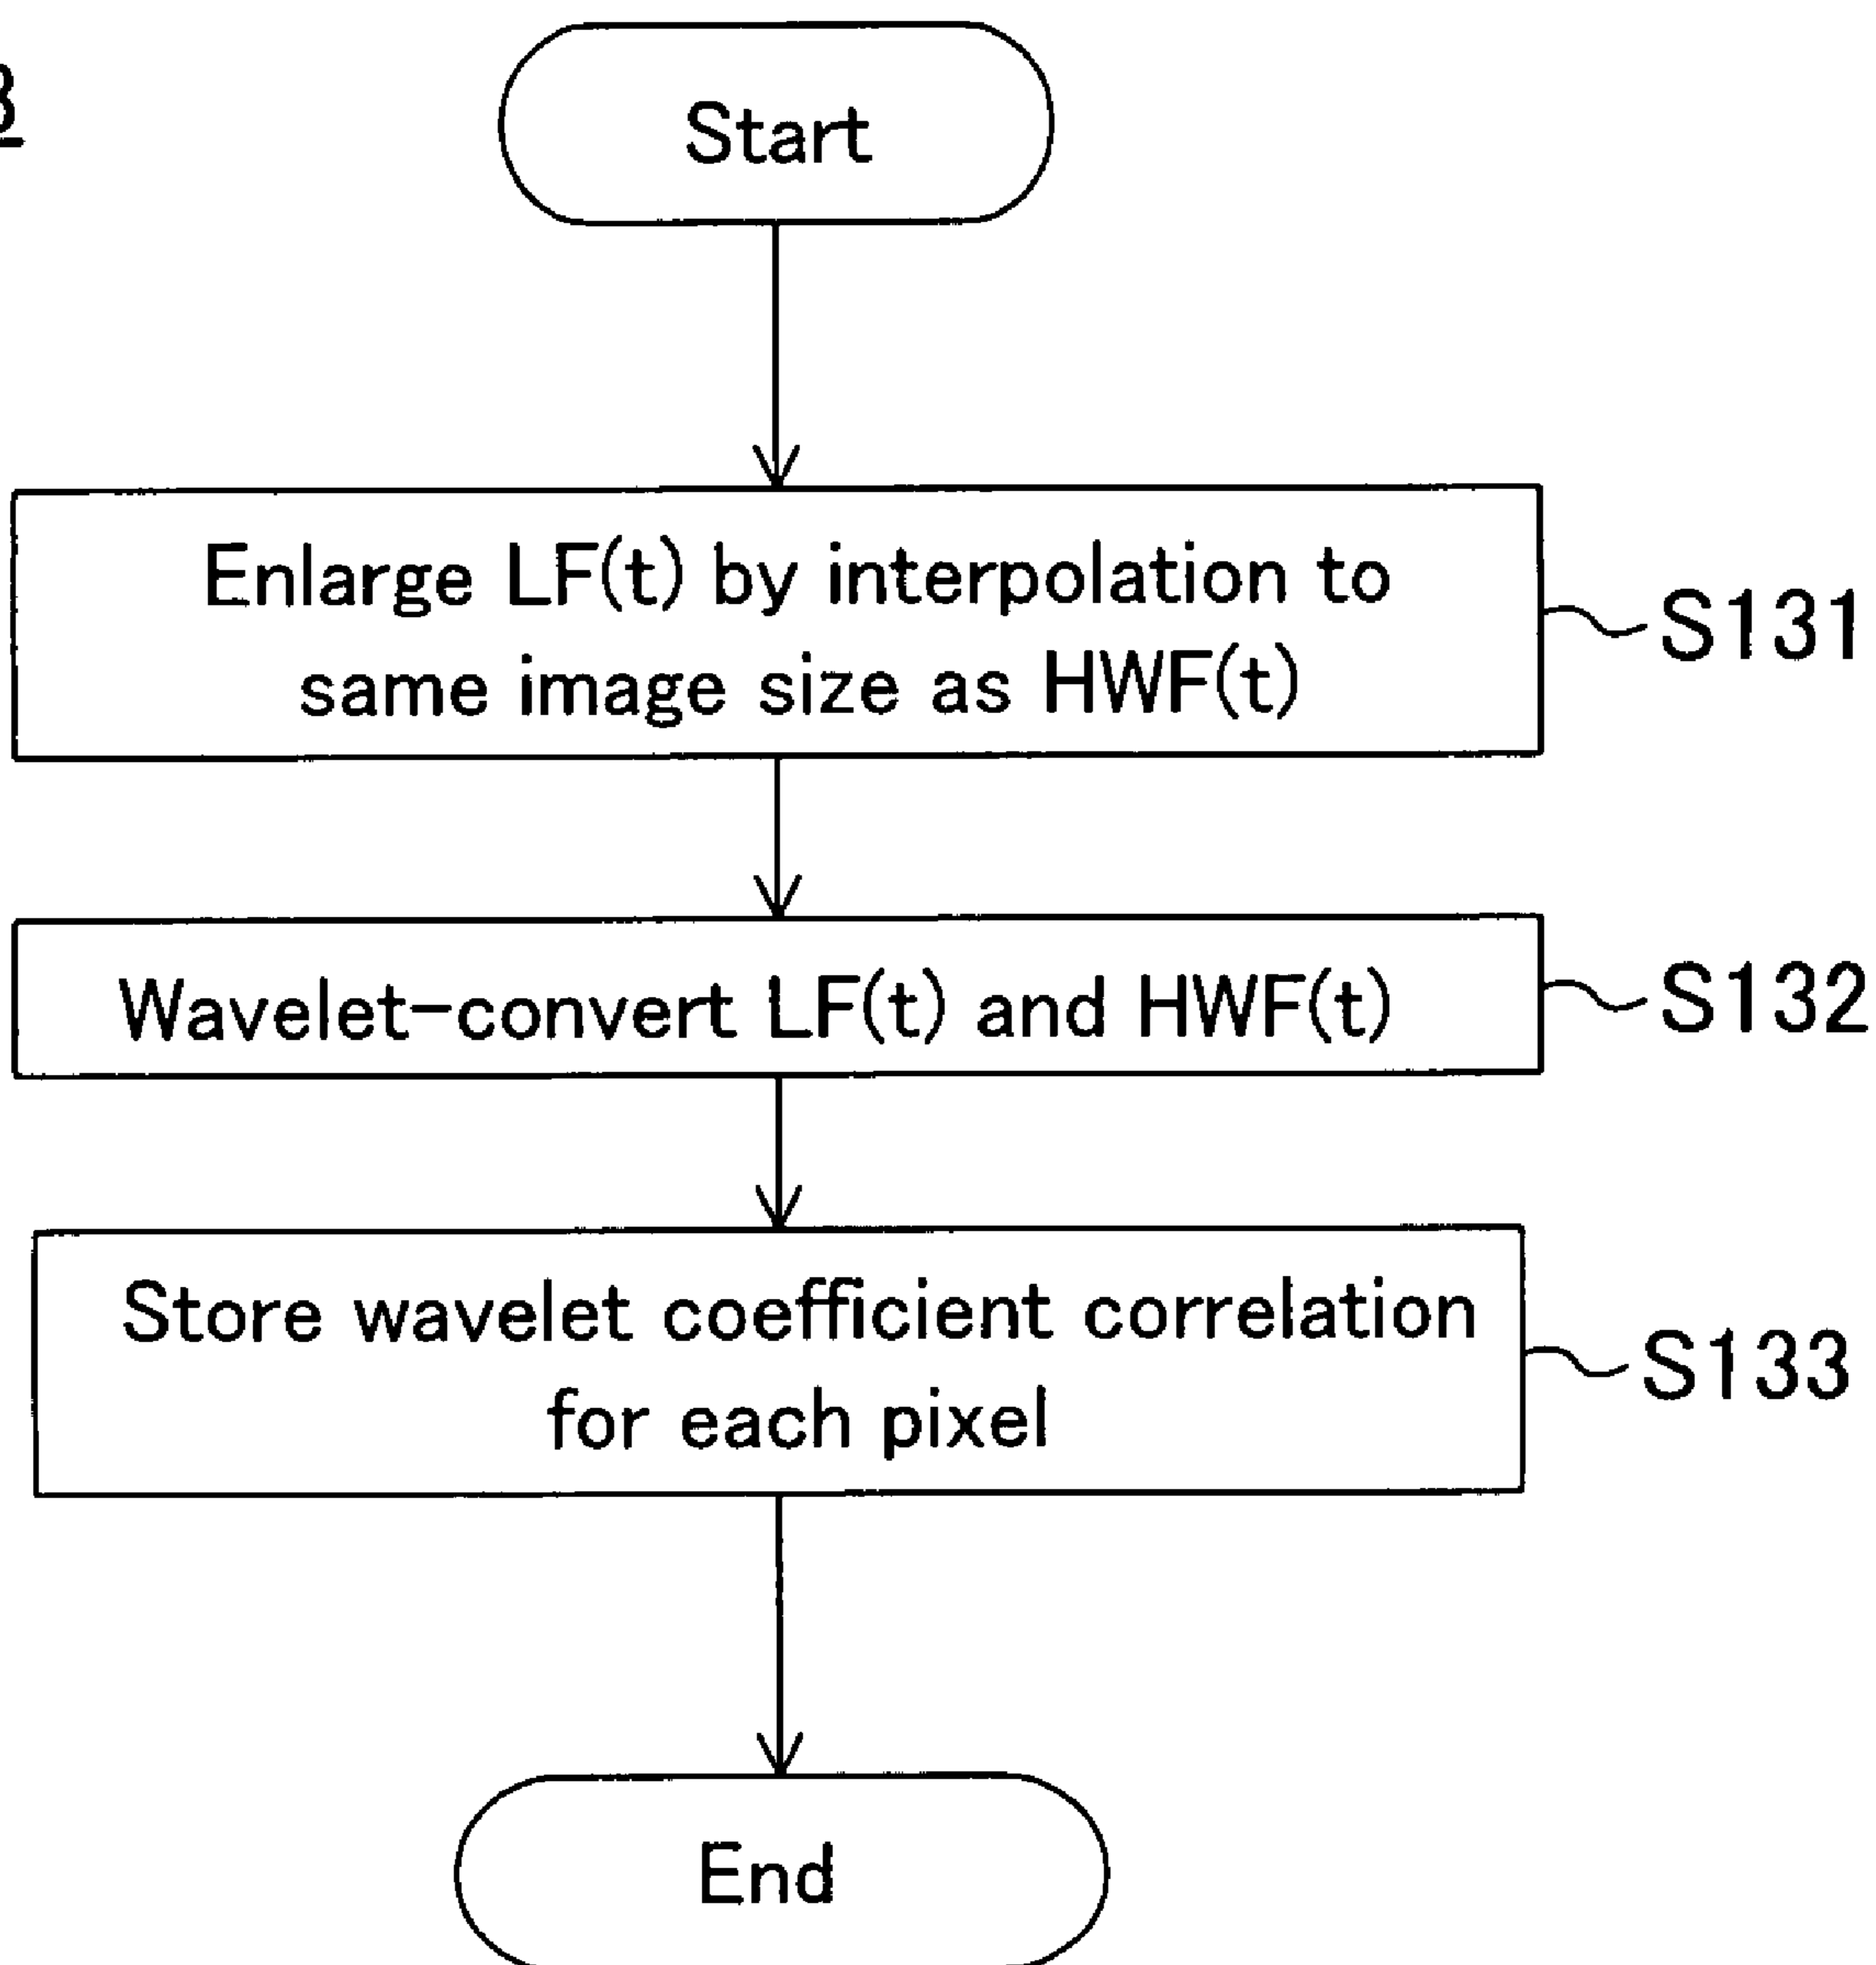 Start
Enlarge LF(t) by interpolation to
same image size as HWF(t)
S131
Wavelet-convert LF(t) and HWF(t)
S132
Store wavelet coefficient correlation
for each pixel
S133
End